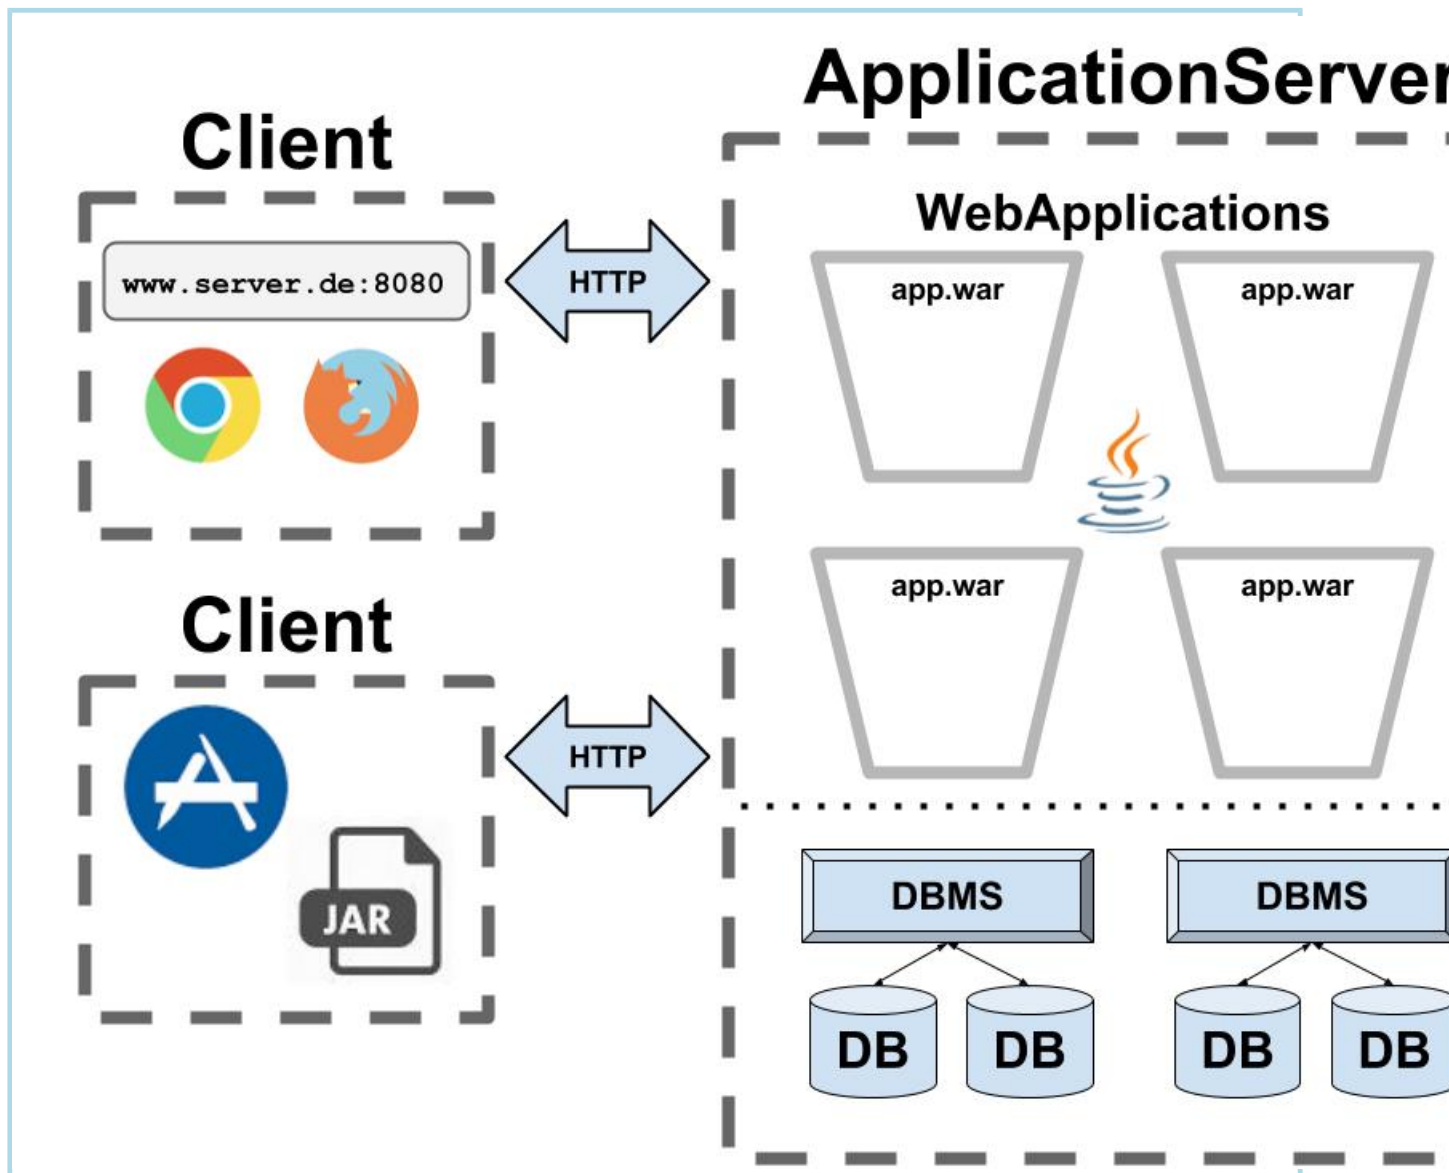 ApplicationServer
Client
www.server.de:8080
HTTP
WebApplications
app.war
app.war
app.war
app.war
Client
JAR
HTTP
DBMS
DBMS
DB
DB
DB
DB